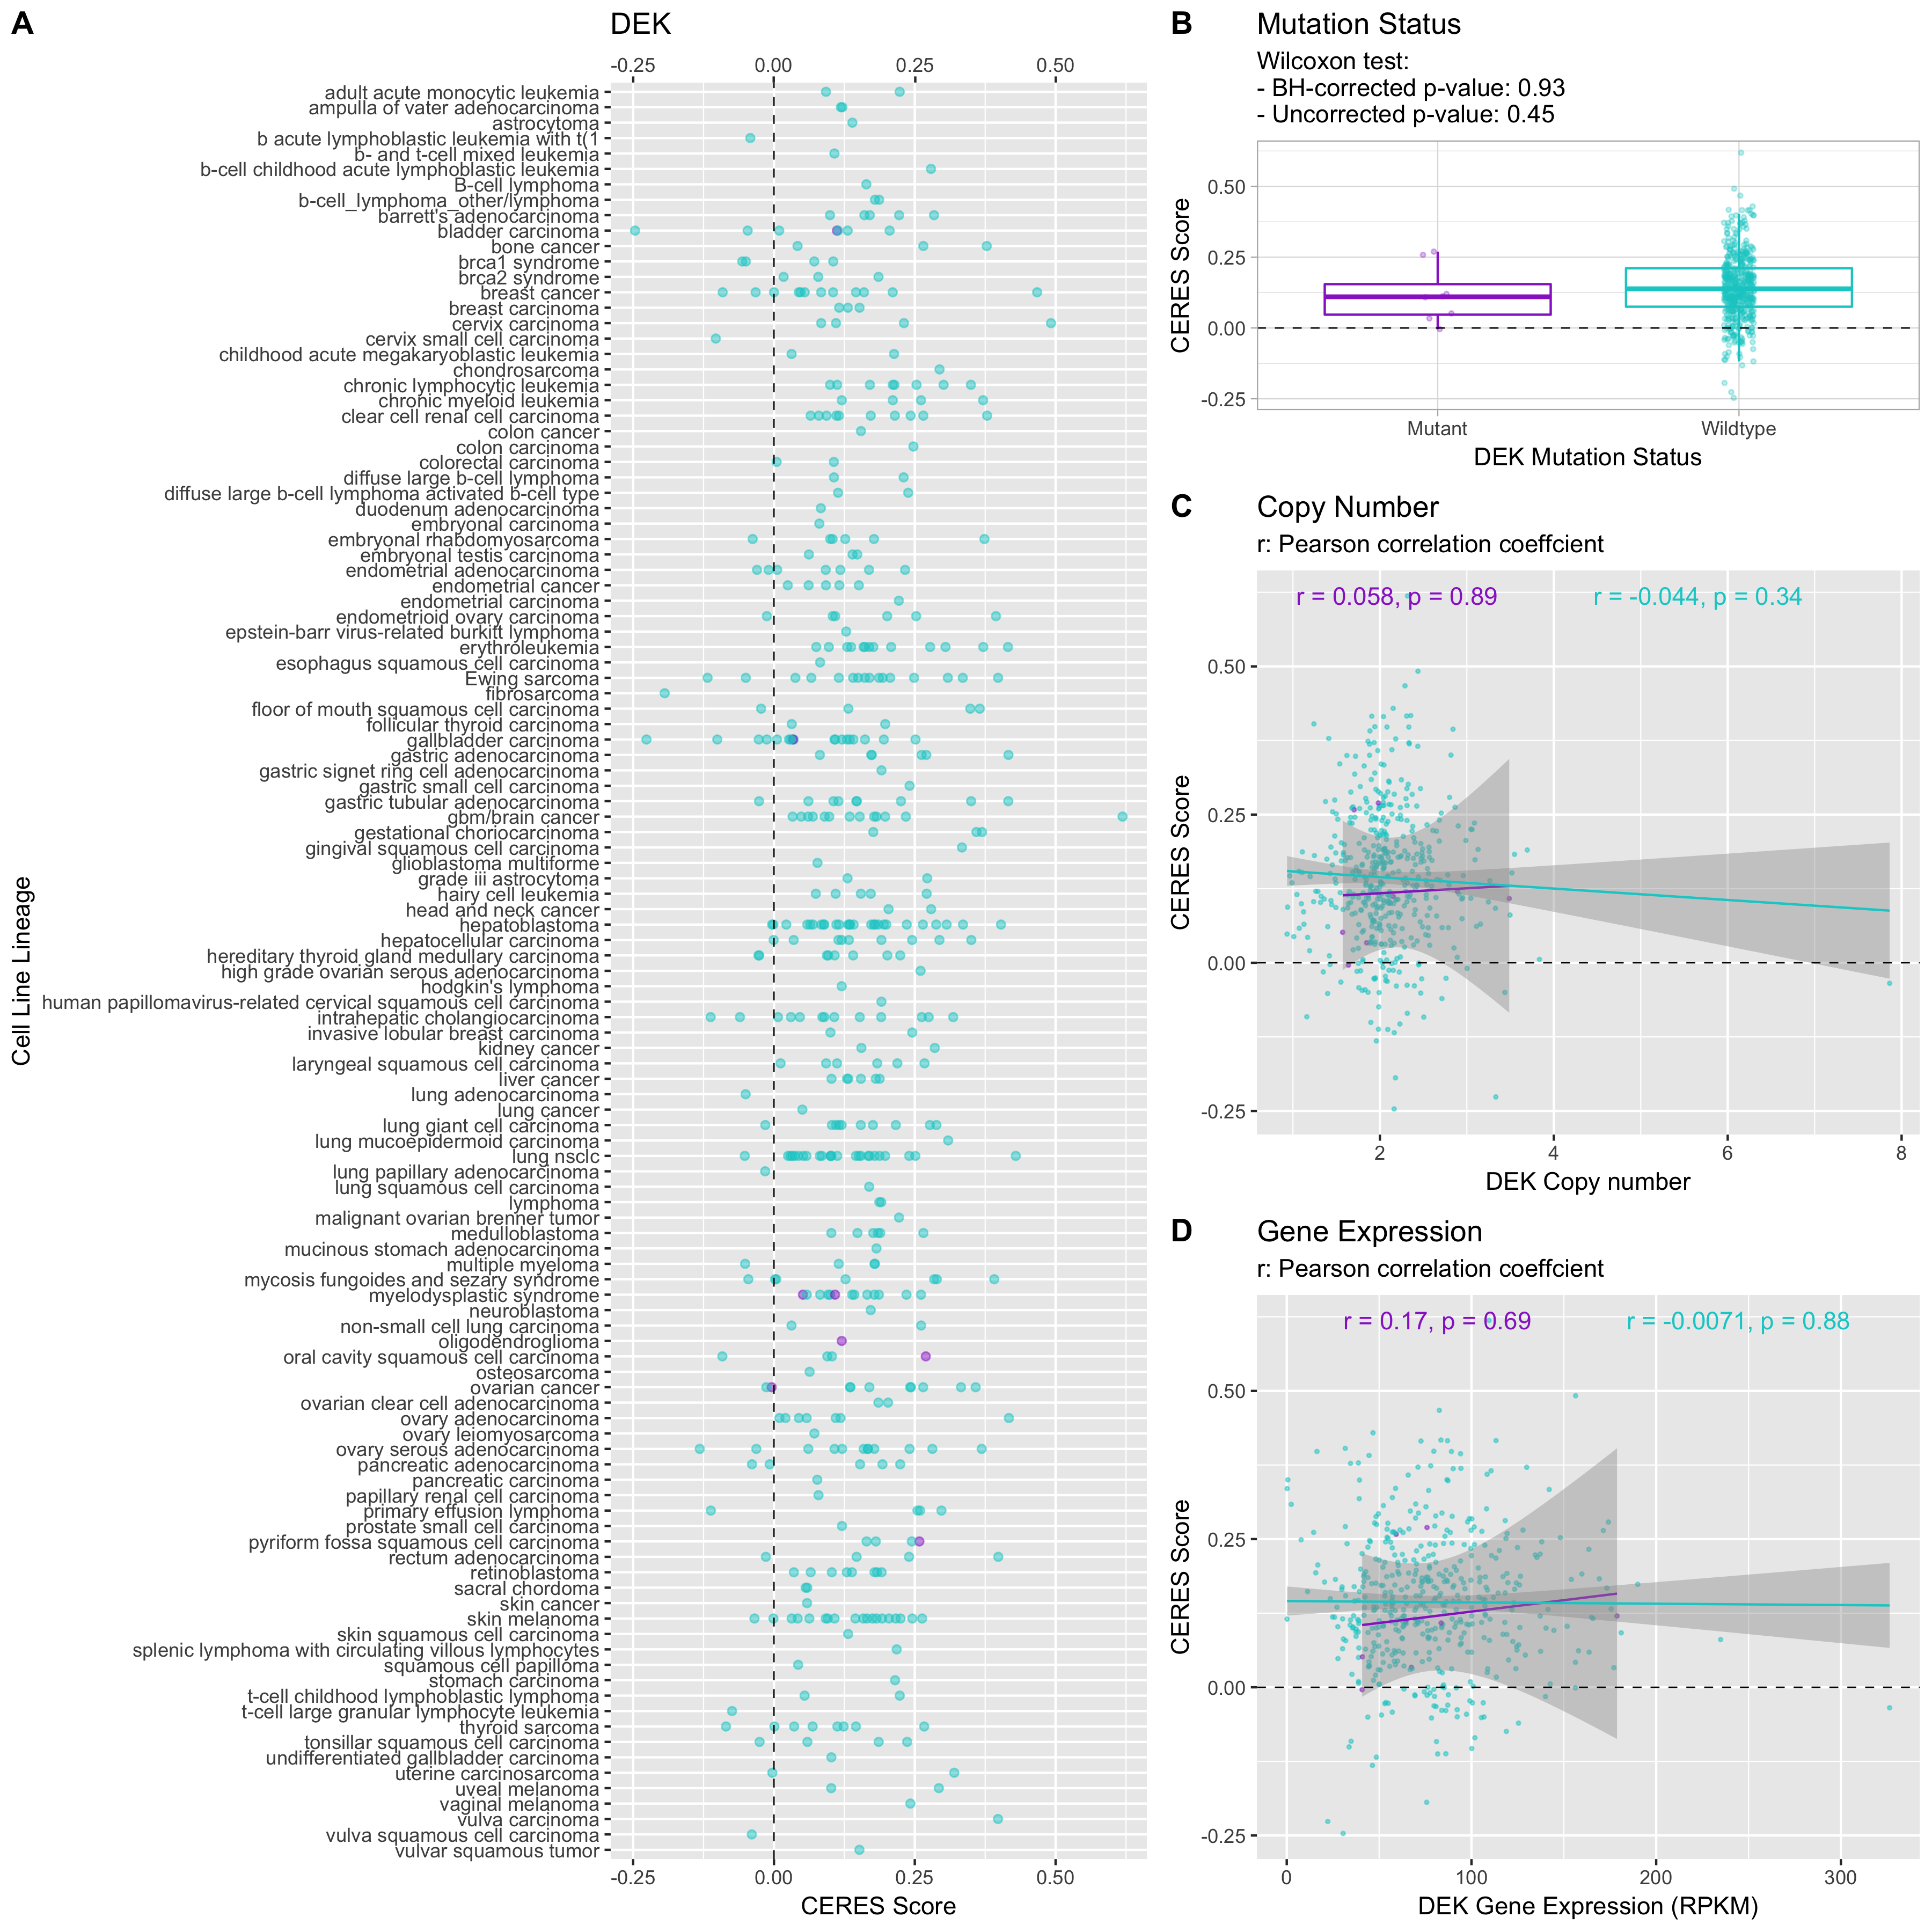 A
DEK
-0.25 0.00 0.25 0.50
Cell Line Lineage
adult acute monocytic leukemia
ampulla of vater adenocarcinoma
astrocytoma
b acute lymphoblastic leukemia with t(1
b- and t-cell mixed leukemia
b-cell childhood acute lymphoblastic leukemia
B-cell lymphoma
b-cell_lymphoma_other/lymphoma
barrett's adenocarcinoma
bladder carcinoma
bone cancer
brca1 syndrome
brca2 syndrome
breast cancer
breast carcinoma
cervix carcinoma
cervix small cell carcinoma
childhood acute megakaryoblastic leukemia
chondrosarcoma
chronic lymphocytic leukemia
chronic myeloid leukemia
clear cell renal cell carcinoma
colon cancer
colon carcinoma
colorectal carcinoma
diffuse large b-cell lymphoma
diffuse large b-cell lymphoma activated b-cell type
duodenum adenocarcinoma
embryonal carcinoma
embryonal rhabdomyosarcoma
embryonal testis carcinoma
endometrial adenocarcinoma
endometrial cancer
endometrial carcinoma
endometrioid ovary carcinoma
epstein-barr virus-related burkitt lymphoma
erythroleukemia
esophagus squamous cell carcinoma
Ewing sarcoma
fibrosarcoma
floor of mouth squamous cell carcinoma
follicular thyroid carcinoma
gallbladder carcinoma
gastric adenocarcinoma
gastric signet ring cell adenocarcinoma
gastric small cell carcinoma
gastric tubular adenocarcinoma
gbm/brain cancer
gestational choriocarcinoma
gingival squamous cell carcinoma
glioblastoma multiforme
grade iii astrocytoma
hairy cell leukemia
head and neck cancer
hepatoblastoma
hepatocellular carcinoma
hereditary thyroid gland medullary carcinoma
high grade ovarian serous adenocarcinoma
hodgkin's lymphoma
human papillomavirus-related cervical squamous cell carcinoma
intrahepatic cholangiocarcinoma
invasive lobular breast carcinoma
kidney cancer
laryngeal squamous cell carcinoma
liver cancer
lung adenocarcinoma
lung cancer
lung giant cell carcinoma
lung mucoepidermoid carcinoma
lung nsclc
lung papillary adenocarcinoma
lung squamous cell carcinoma
lymphoma
malignant ovarian brenner tumor
medulloblastoma
mucinous stomach adenocarcinoma
multiple myeloma
mycosis fungoides and sezary syndrome
myelodysplastic syndrome
neuroblastoma
non-small cell lung carcinoma
oligodendroglioma
oral cavity squamous cell carcinoma
osteosarcoma
ovarian cancer
ovarian clear cell adenocarcinoma
ovary adenocarcinoma
ovary leiomyosarcoma
ovary serous adenocarcinoma
pancreatic adenocarcinoma
pancreatic carcinoma
papillary renal cell carcinoma
primary effusion lymphoma
prostate small cell carcinoma
pyriform fossa squamous cell carcinoma
rectum adenocarcinoma
retinoblastoma
sacral chordoma
skin cancer
skin melanoma
skin squamous cell carcinoma
splenic lymphoma with circulating villous lymphocytes
squamous cell papilloma
stomach carcinoma
t-cell childhood lymphoblastic lymphoma
t-cell large granular lymphocyte leukemia
thyroid sarcoma
tonsillar squamous cell carcinoma
undifferentiated gallbladder carcinoma
uterine carcinosarcoma
uveal melanoma
vaginal melanoma
vulva carcinoma
vulva squamous cell carcinoma
vulvar squamous tumor
-0.25 0.00 0.25 0.50
CERES Score
B
Mutation Status
Wilcoxon test:
- BH-corrected p-value: 0.93
- Uncorrected p-value: 0.45
CERES Score
0.50
0.25
0.00
-0.25
Mutant Wildtype
DEK Mutation Status
C
Copy Number
r: Pearson correlation coeffcient
r = 0.058, p = 0.89 r = -0.044, p = 0.34
CERES Score
0.50
0.25
0.00
-0.25
2 4 6 8
DEK Copy number
D
Gene Expression
r: Pearson correlation coeffcient
r = 0.17, p = 0.69 r = -0.0071, p = 0.88
CERES Score
0.50
0.25
0.00
-0.25
0 100 200 300
DEK Gene Expression (RPKM)